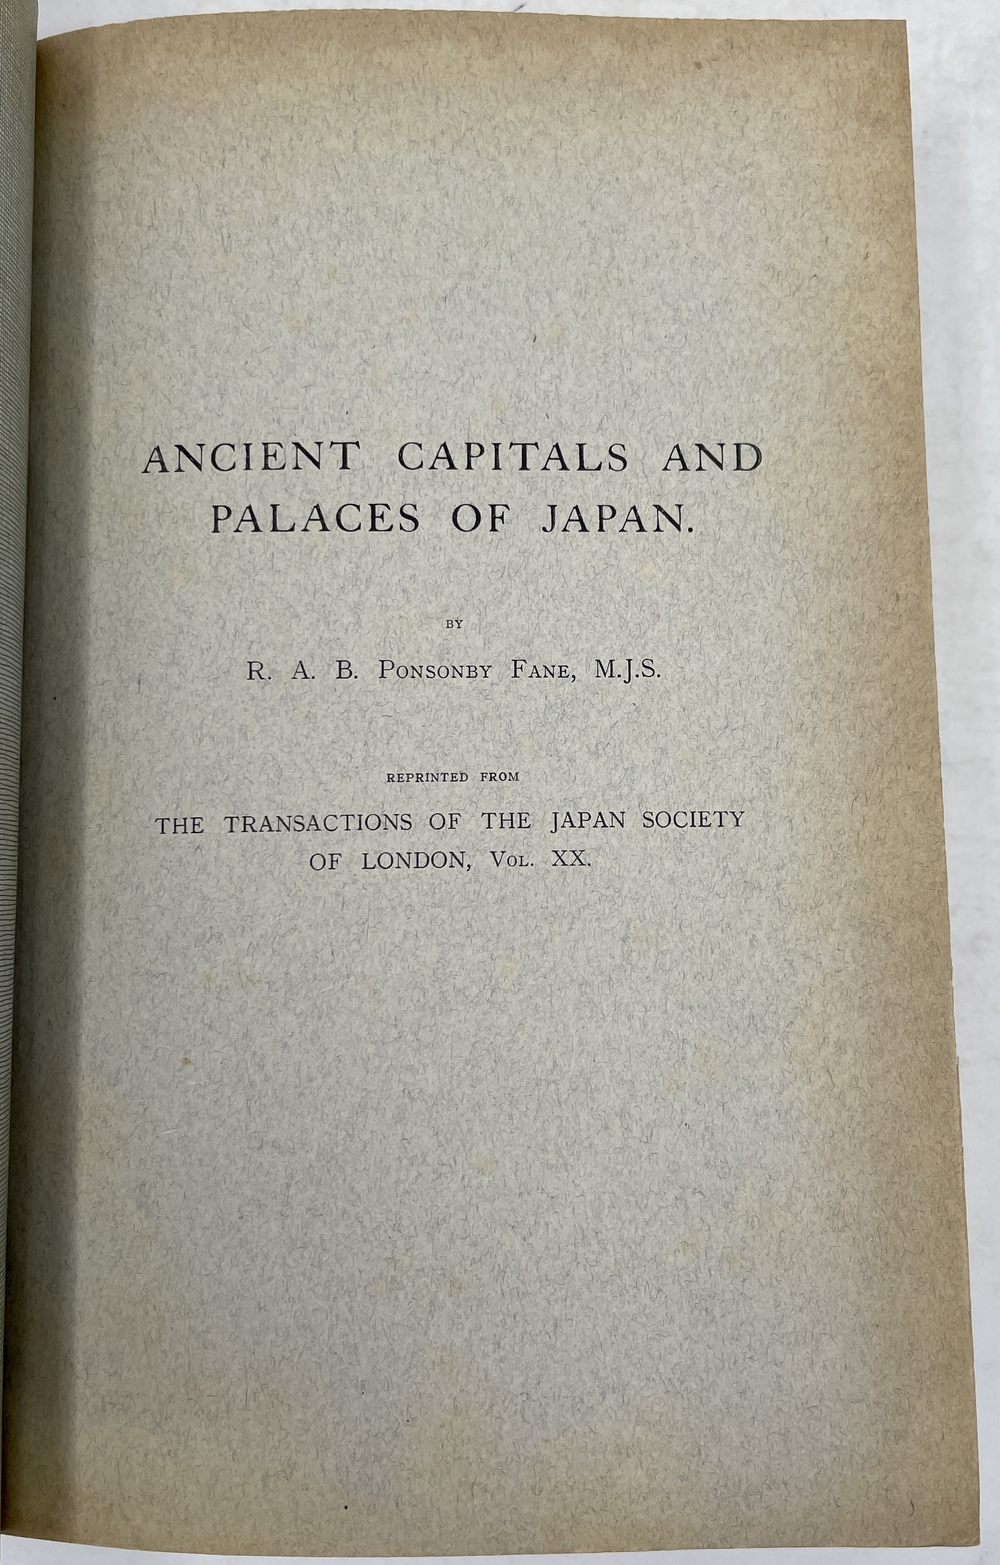 ANCIENT CAPITALS AND
PALACES OF JAPAN.
BY
R. A. B. PONSONBY FANE, M.J.S.
REPRINTED FROM
THE TRANSACTIONS OF THE JAPAN SOCIETY
OF LONDON, VOL. XX.